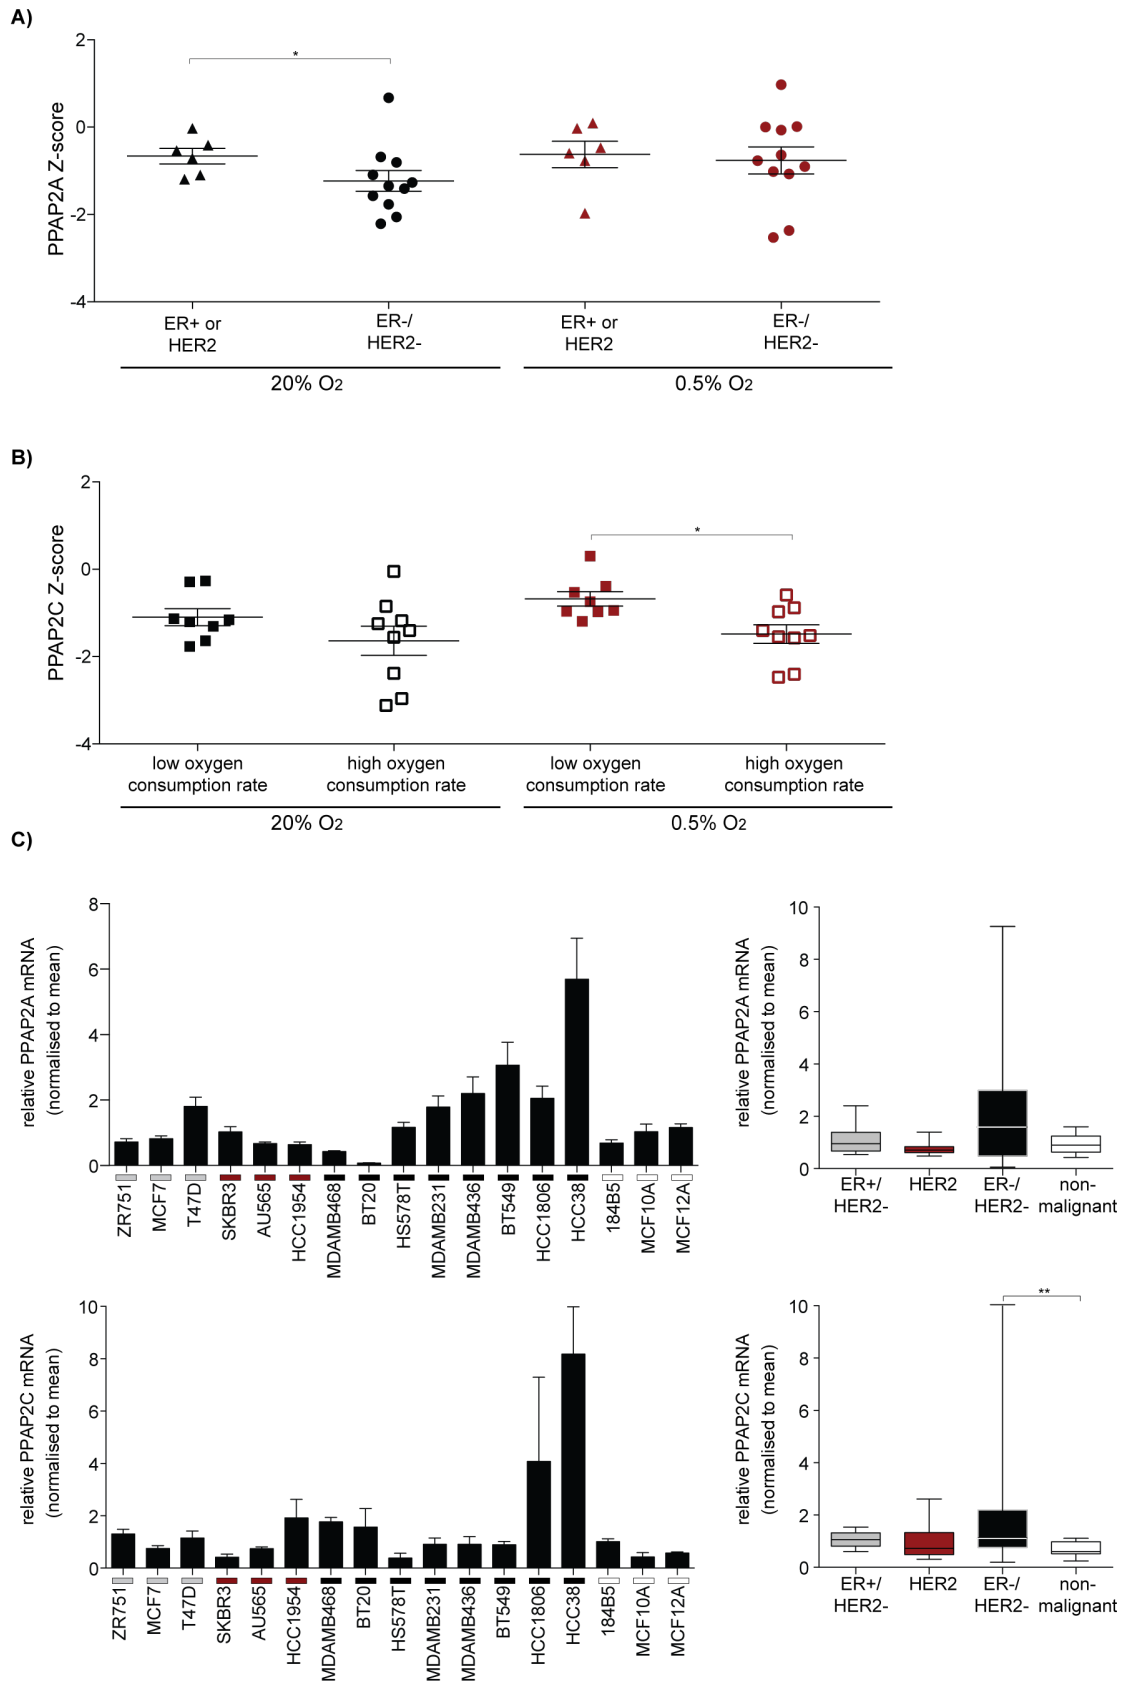 A)
PPAP2A Z-score
2
0
-2
-4
*
ER+ or
HER2
ER-/
HER2-
ER+ or
HER2
ER-/
HER2-
20% O2
0.5% O2
B)
PPAP2C Z-score
2
0
-2
-4
*
low oxygen
consumption rate
high oxygen
consumption rate
low oxygen
consumption rate
high oxygen
consumption rate
20% O2
0.5% O2
C)
relative PPAP2A mRNA
(normalised to mean)
8
6
4
2
0
ZR751
MCF7
T47D
SKBR3
AU565
HCC1954
MDAMB468
BT20
HS578T
MDAMB231
MDAMB436
BT549
HCC1806
HCC38
184B5
MCF10A
MCF12A
relative PPAP2A mRNA
(normalised to mean)
10
8
6
4
2
0
ER+/
HER2-
HER2
ER-/
HER2-
non-
malignant
relative PPAP2C mRNA
(normalised to mean)
10
8
6
4
2
0
ZR751
MCF7
T47D
SKBR3
AU565
HCC1954
MDAMB468
BT20
HS578T
MDAMB231
MDAMB436
BT549
HCC1806
HCC38
184B5
MCF10A
MCF12A
relative PPAP2C mRNA
(normalised to mean)
10
8
6
4
2
0
**
ER+/
HER2-
HER2
ER-/
HER2-
non-
malignant